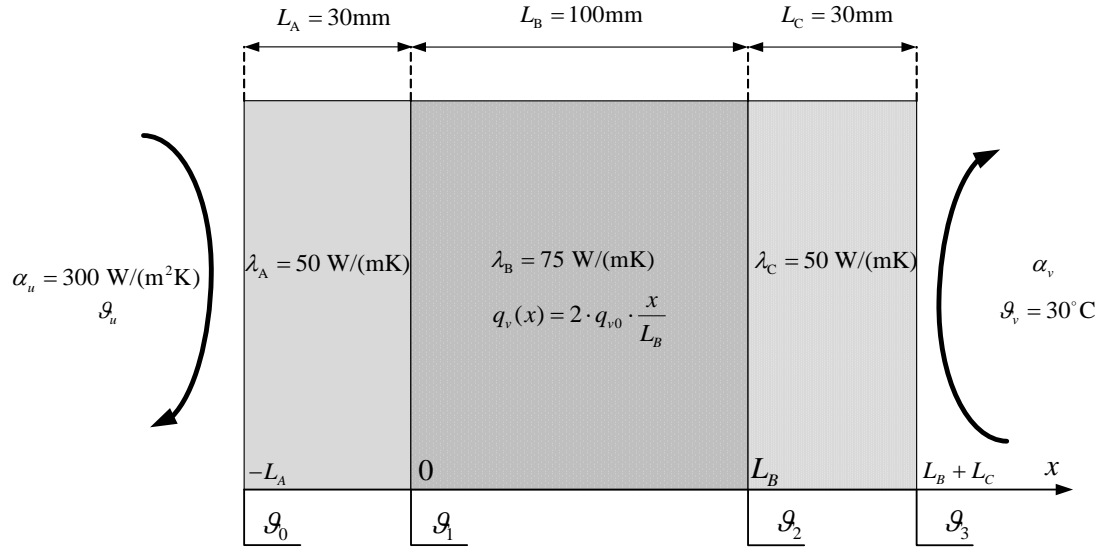 L_A = 30mm
L_B = 100mm
L_C = 30mm
α_u = 300 W/(m²K)
ϑ_u
λ_A = 50 W/(mK)
λ_B = 75 W/(mK)
q_v(x) = 2 · q_v0 · x/L_B
λ_C = 50 W/(mK)
α_v
ϑ_v = 30°C
−L_A
0
L_B
L_B + L_C
x
ϑ_0
ϑ_1
ϑ_2
ϑ_3